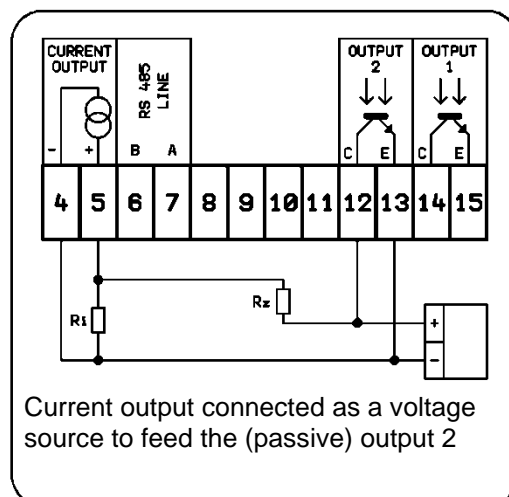 CURRENT
OUTPUT
RS 485
LINE
OUTPUT
2
OUTPUT
1
- +
B A
C E
C E
4 5 6 7 8 9 10 11 12 13 14 15
R1
Rz
+
-
Current output connected as a voltage
source to feed the (passive) output 2